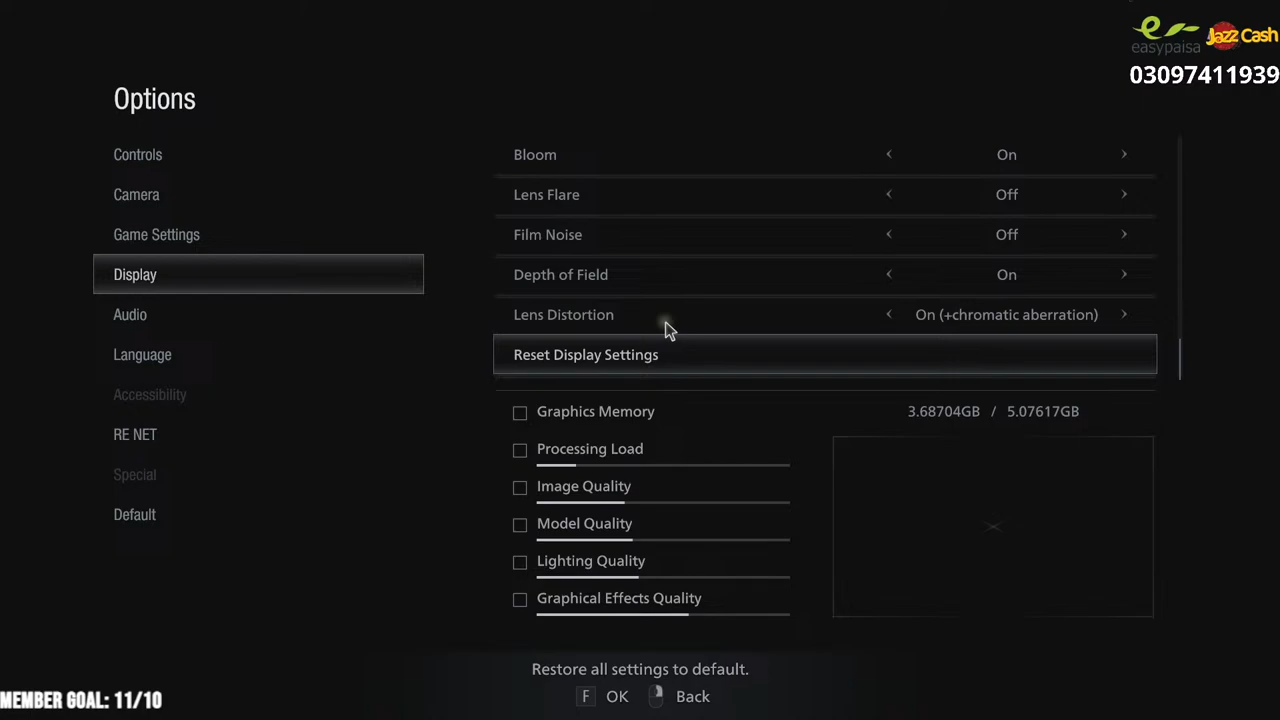 easypaisa
Jazz Cash
03097411939
Options
Controls
Camera
Game Settings
Display
Audio
Language
Accessibility
RE NET
Special
Default
Bloom < On >
Lens Flare < Off >
Film Noise < Off >
Depth of Field < On >
Lens Distortion < On (+chromatic aberration) >
Reset Display Settings
Graphics Memory 3.68704GB / 5.07617GB
Processing Load
Image Quality
Model Quality
Lighting Quality
Graphical Effects Quality
Restore all settings to default.
F OK Back
MEMBER GOAL: 11/10